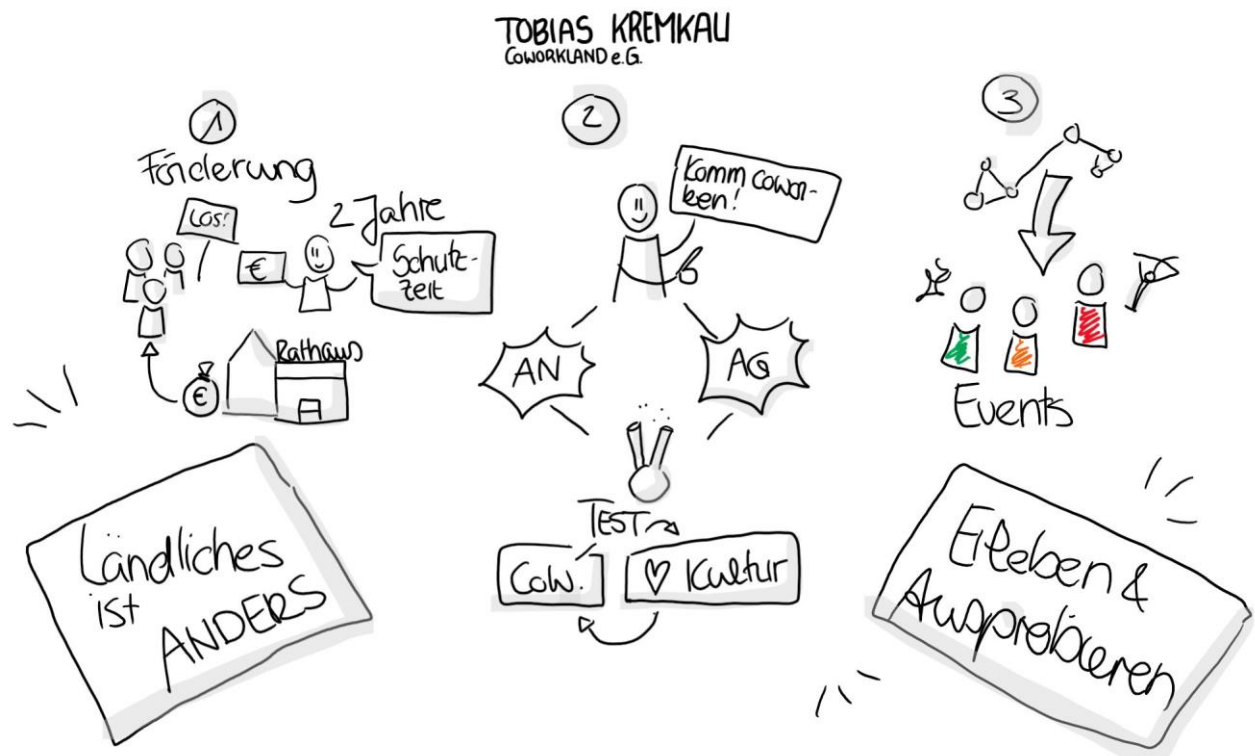 TOBIAS KREMKAU
COWORKLAND e.G.
1
Förderung
LOS!
€
2 Jahre
Schutz-
zeit
€
Rathaus
2
Komm Cowor-
ken!
AN
AG
TEST
CoW.
♡ Kultur
3
Events
Ländliches
ist
ANDERS
Erleben &
Ausprobieren